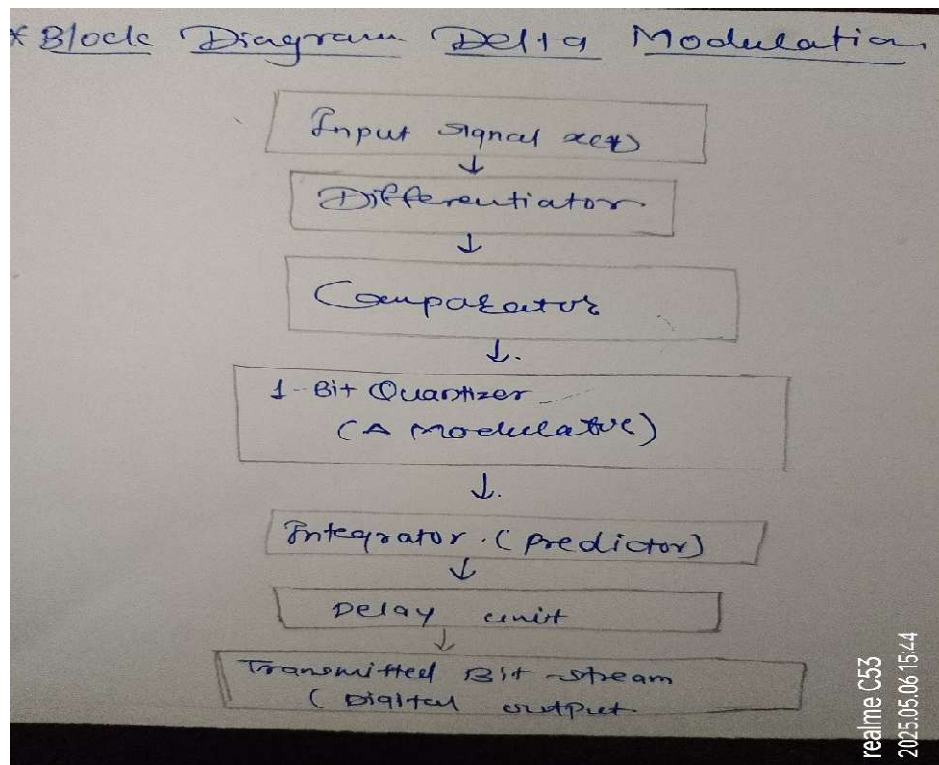 * Block Diagram Delta Modulation
Input signal x(t)
↓
Differentiator
↓
Comparator
↓.
1-Bit Quantizer
(Δ Modulator)
↓.
Integrator. (Predictor)
↓
Delay unit
↓
Transmitted Bit stream
(Digital output.
realme C53
2025.05.06 15:44